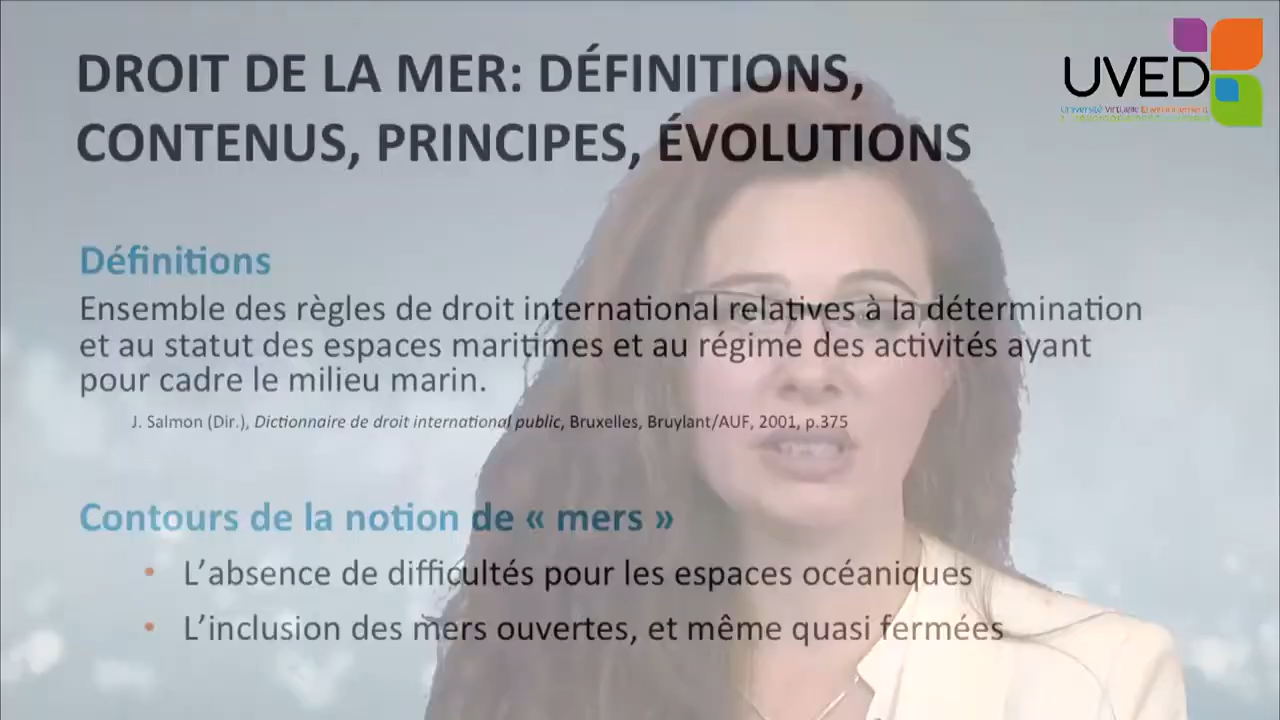 DROIT DE LA MER: DÉFINITIONS,
CONTENUS, PRINCIPES, ÉVOLUTIONS
UVED
Université Virtuelle Environnement
Définitions
Ensemble des règles de droit international relatives à la détermination
et au statut des espaces maritimes et au régime des activités ayant
pour cadre le milieu marin.
J. Salmon (Dir.), Dictionnaire de droit international public, Bruxelles, Bruylant/AUF, 2001, p.375
Contours de la notion de « mers »
• L’absence de difficultés pour les espaces océaniques
• L’inclusion des mers ouvertes, et même quasi fermées